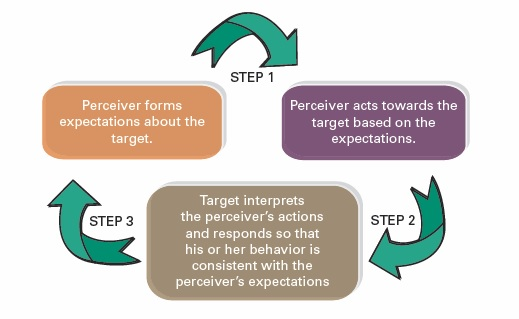 STEP 1
Perceiver forms
expectations about the
target.
Perceiver acts towards the
target based on the
expectations.
STEP 2
Target interprets
the perceiver's actions
and responds so that
his or her behavior is
consistent with the
perceiver's expectations
STEP 3